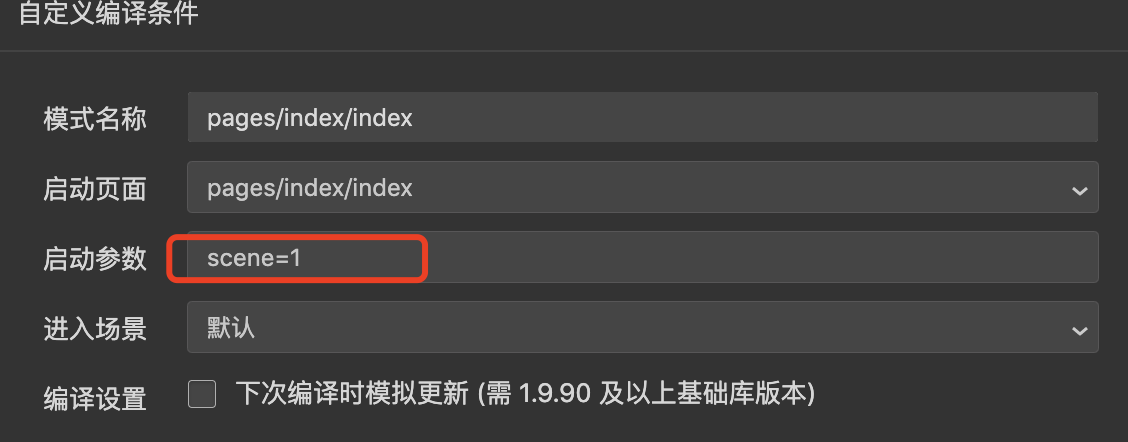 自定义编译条件
模式名称 pages/index/index
启动页面 pages/index/index
启动参数 scene=1
进入场景 默认
编译设置 下次编译时模拟更新 (需 1.9.90 及以上基础库版本)